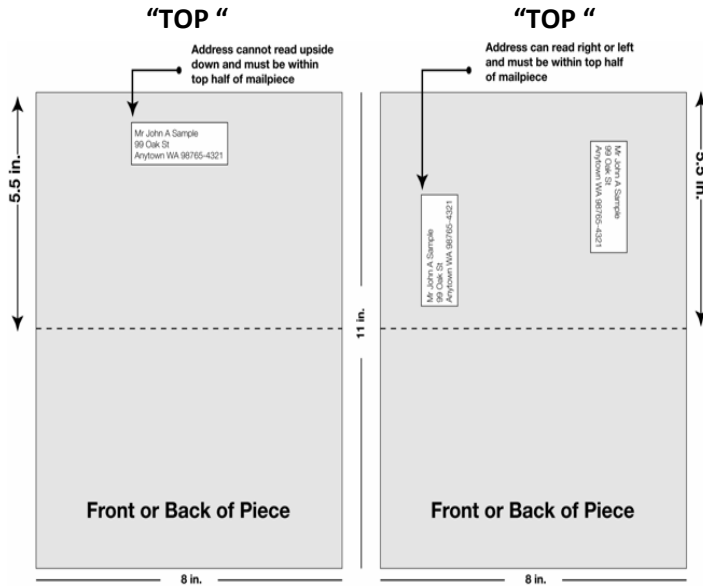 “TOP “
Address cannot read upside
down and must be within
top half of mailpiece
Mr John A Sample
99 Oak St
Anytown WA 98765-4321
5.5 in.
Front or Back of Piece
8 in.
11 in.
“TOP “
Address can read right or left
and must be within top half
of mailpiece
Mr John A Sample
99 Oak St
Anytown WA 98765-4321
Mr John A Sample
99 Oak St
Anytown WA 98765-4321
5.5 in.
Front or Back of Piece
8 in.